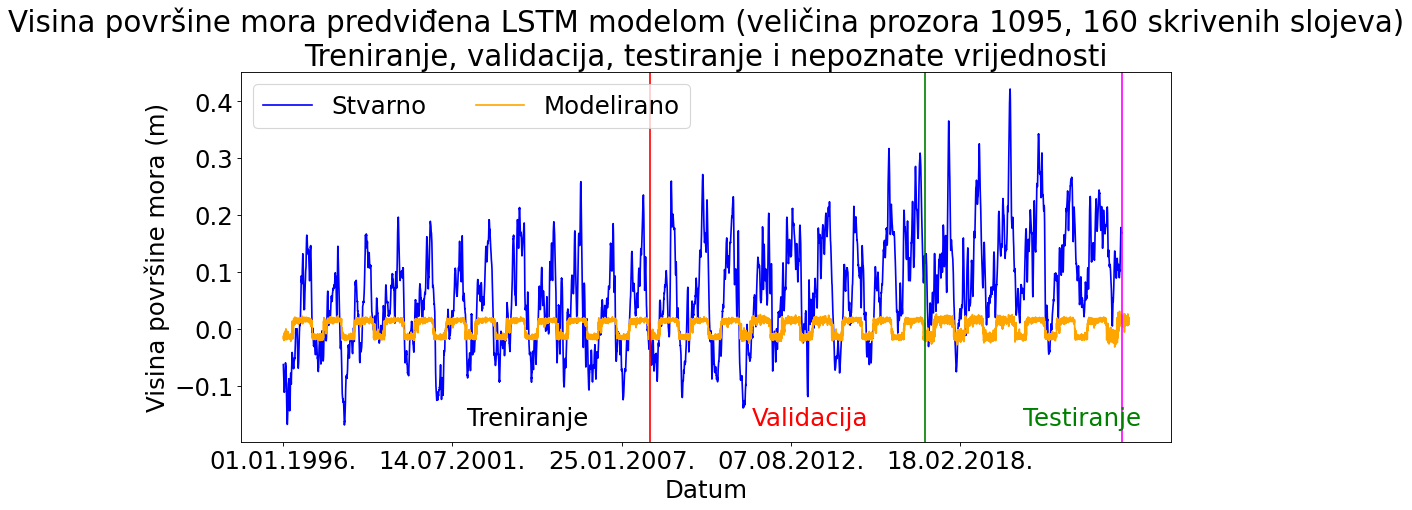 Visina površine mora predviđena LSTM modelom (veličina prozora 1095, 160 skrivenih slojeva)
Treniranje, validacija, testiranje i nepoznate vrijednosti
Stvarno
Modelirano
Visina površine mora (m)
0.4
0.3
0.2
0.1
0.0
−0.1
Treniranje
Validacija
Testiranje
01.01.1996.
14.07.2001.
25.01.2007.
07.08.2012.
18.02.2018.
Datum